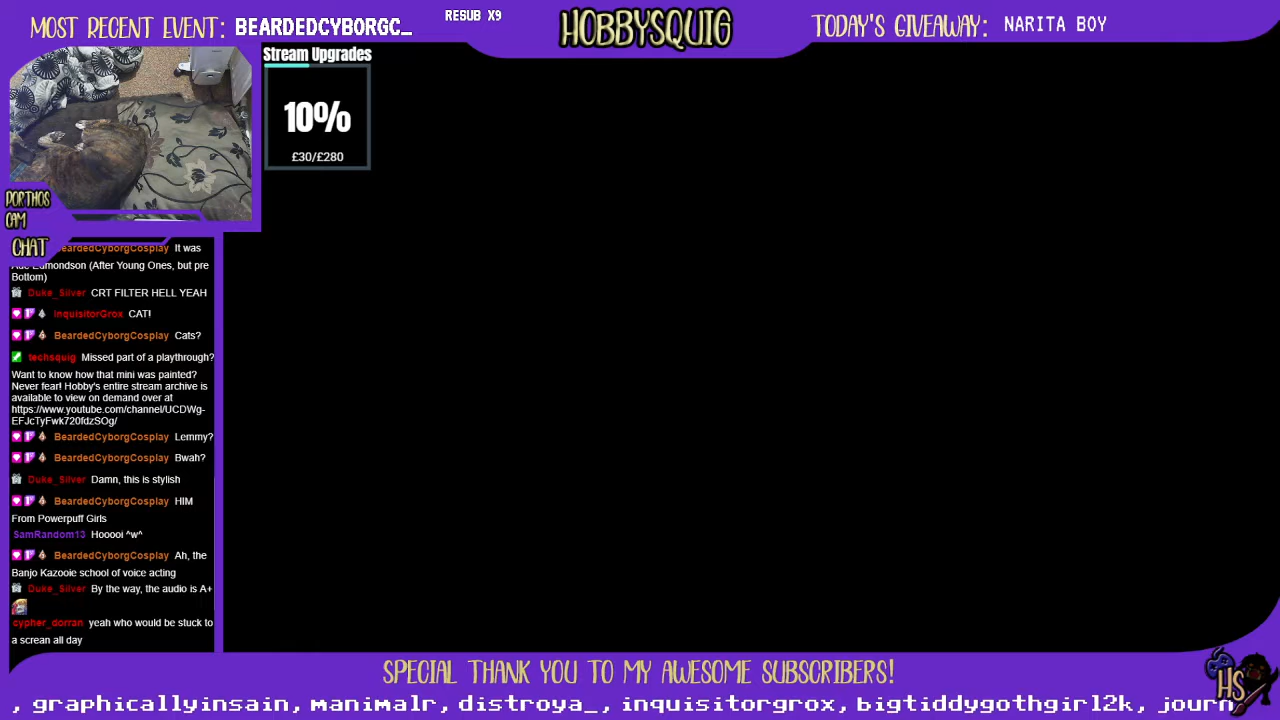 MOST RECENT EVENT: BEARDEDCYBORGC_
RESUB X9
HOBBYSQUIG
TODAY'S GIVEAWAY: NARITA BOY
Stream Upgrades
10%
£30/£280
PORTHOS
CAM
CHAT
eardedCyborgCosplay It was
Ade Edmondson (After Young Ones, but pre
Bottom)
Duke_Silver CRT FILTER HELL YEAH
InquisitorGrox CAT!
BeardedCyborgCosplay Cats?
techsquig Missed part of a playthrough?
Want to know how that mini was painted?
Never fear! Hobby's entire stream archive is
available to view on demand over at
https://www.youtube.com/channel/UCDWg-
EFJcTyFwk720fdzSOg/
BeardedCyborgCosplay Lemmy?
BeardedCyborgCosplay Bwah?
Duke_Silver Damn, this is stylish
BeardedCyborgCosplay HIM
From Powerpuff Girls
SamRandom13 Hooooi ^w^
BeardedCyborgCosplay Ah, the
Banjo Kazooie school of voice acting
Duke_Silver By the way, the audio is A+
cypher_dorran yeah who would be stuck to
a screan all day
SPECIAL THANK YOU TO MY AWESOME SUBSCRIBERS!
, graphicallyinsain, manimalr, distroya_, inquisitorgrox, bigtiddygothgirl2k, journ
HS